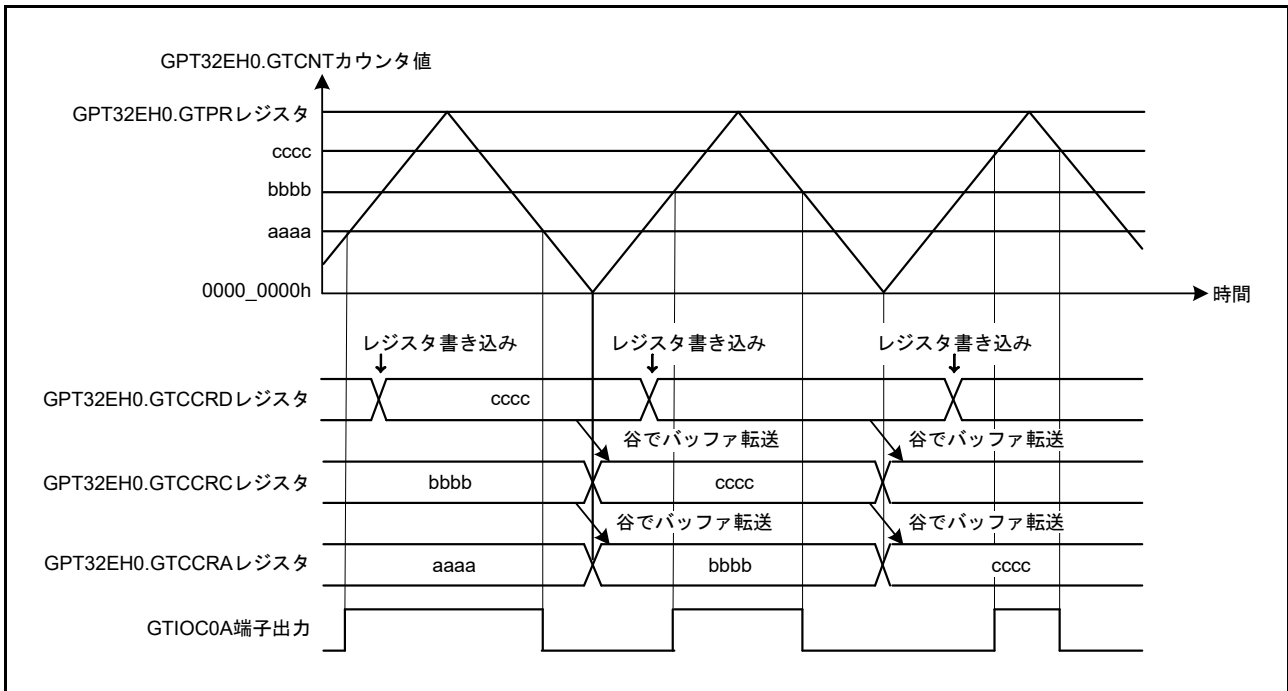 GPT32EH0.GTCNTカウンタ値
GPT32EH0.GTPRレジスタ
cccc
bbbb
aaaa
0000_0000h
時間
レジスタ書き込み レジスタ書き込み レジスタ書き込み
GPT32EH0.GTCCRDレジスタ cccc
谷でバッファ転送 谷でバッファ転送
GPT32EH0.GTCCRCレジスタ bbbb cccc
谷でバッファ転送 谷でバッファ転送
GPT32EH0.GTCCRAレジスタ aaaa bbbb cccc
GTIOC0A端子出力